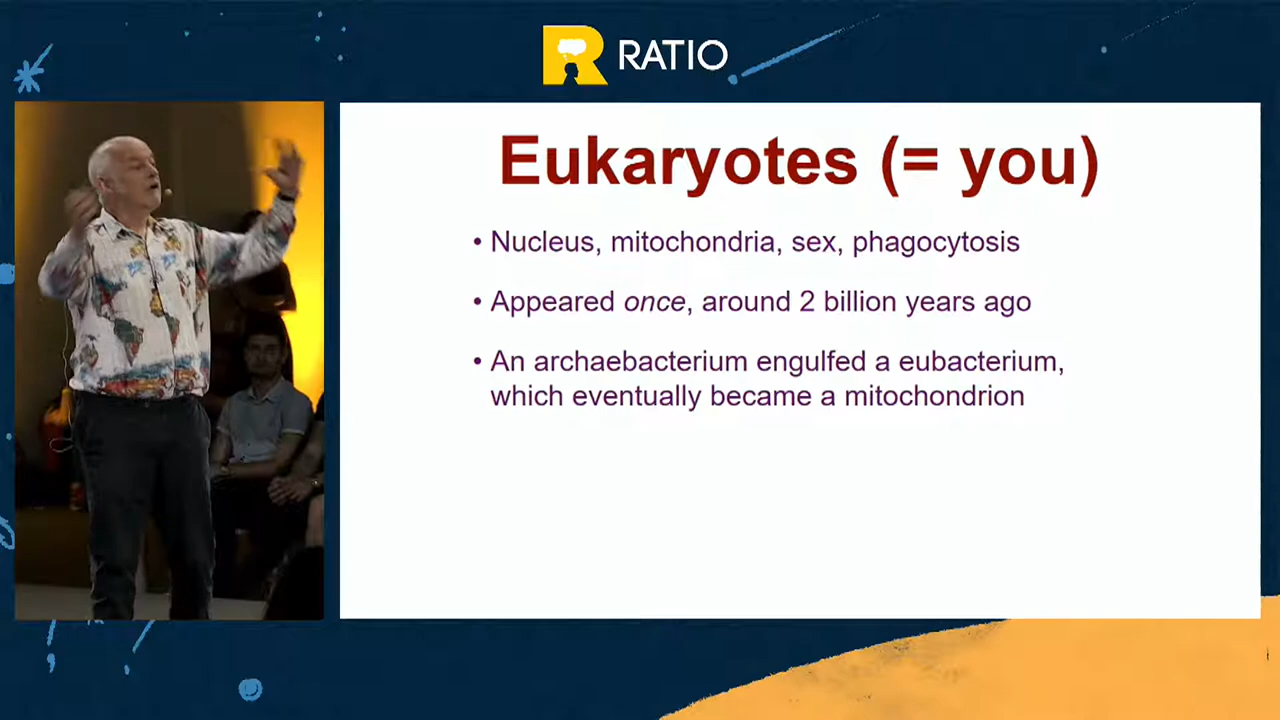 RATIO
Eukaryotes (= you)
• Nucleus, mitochondria, sex, phagocytosis
• Appeared once, around 2 billion years ago
• An archaebacterium engulfed a eubacterium,
which eventually became a mitochondrion